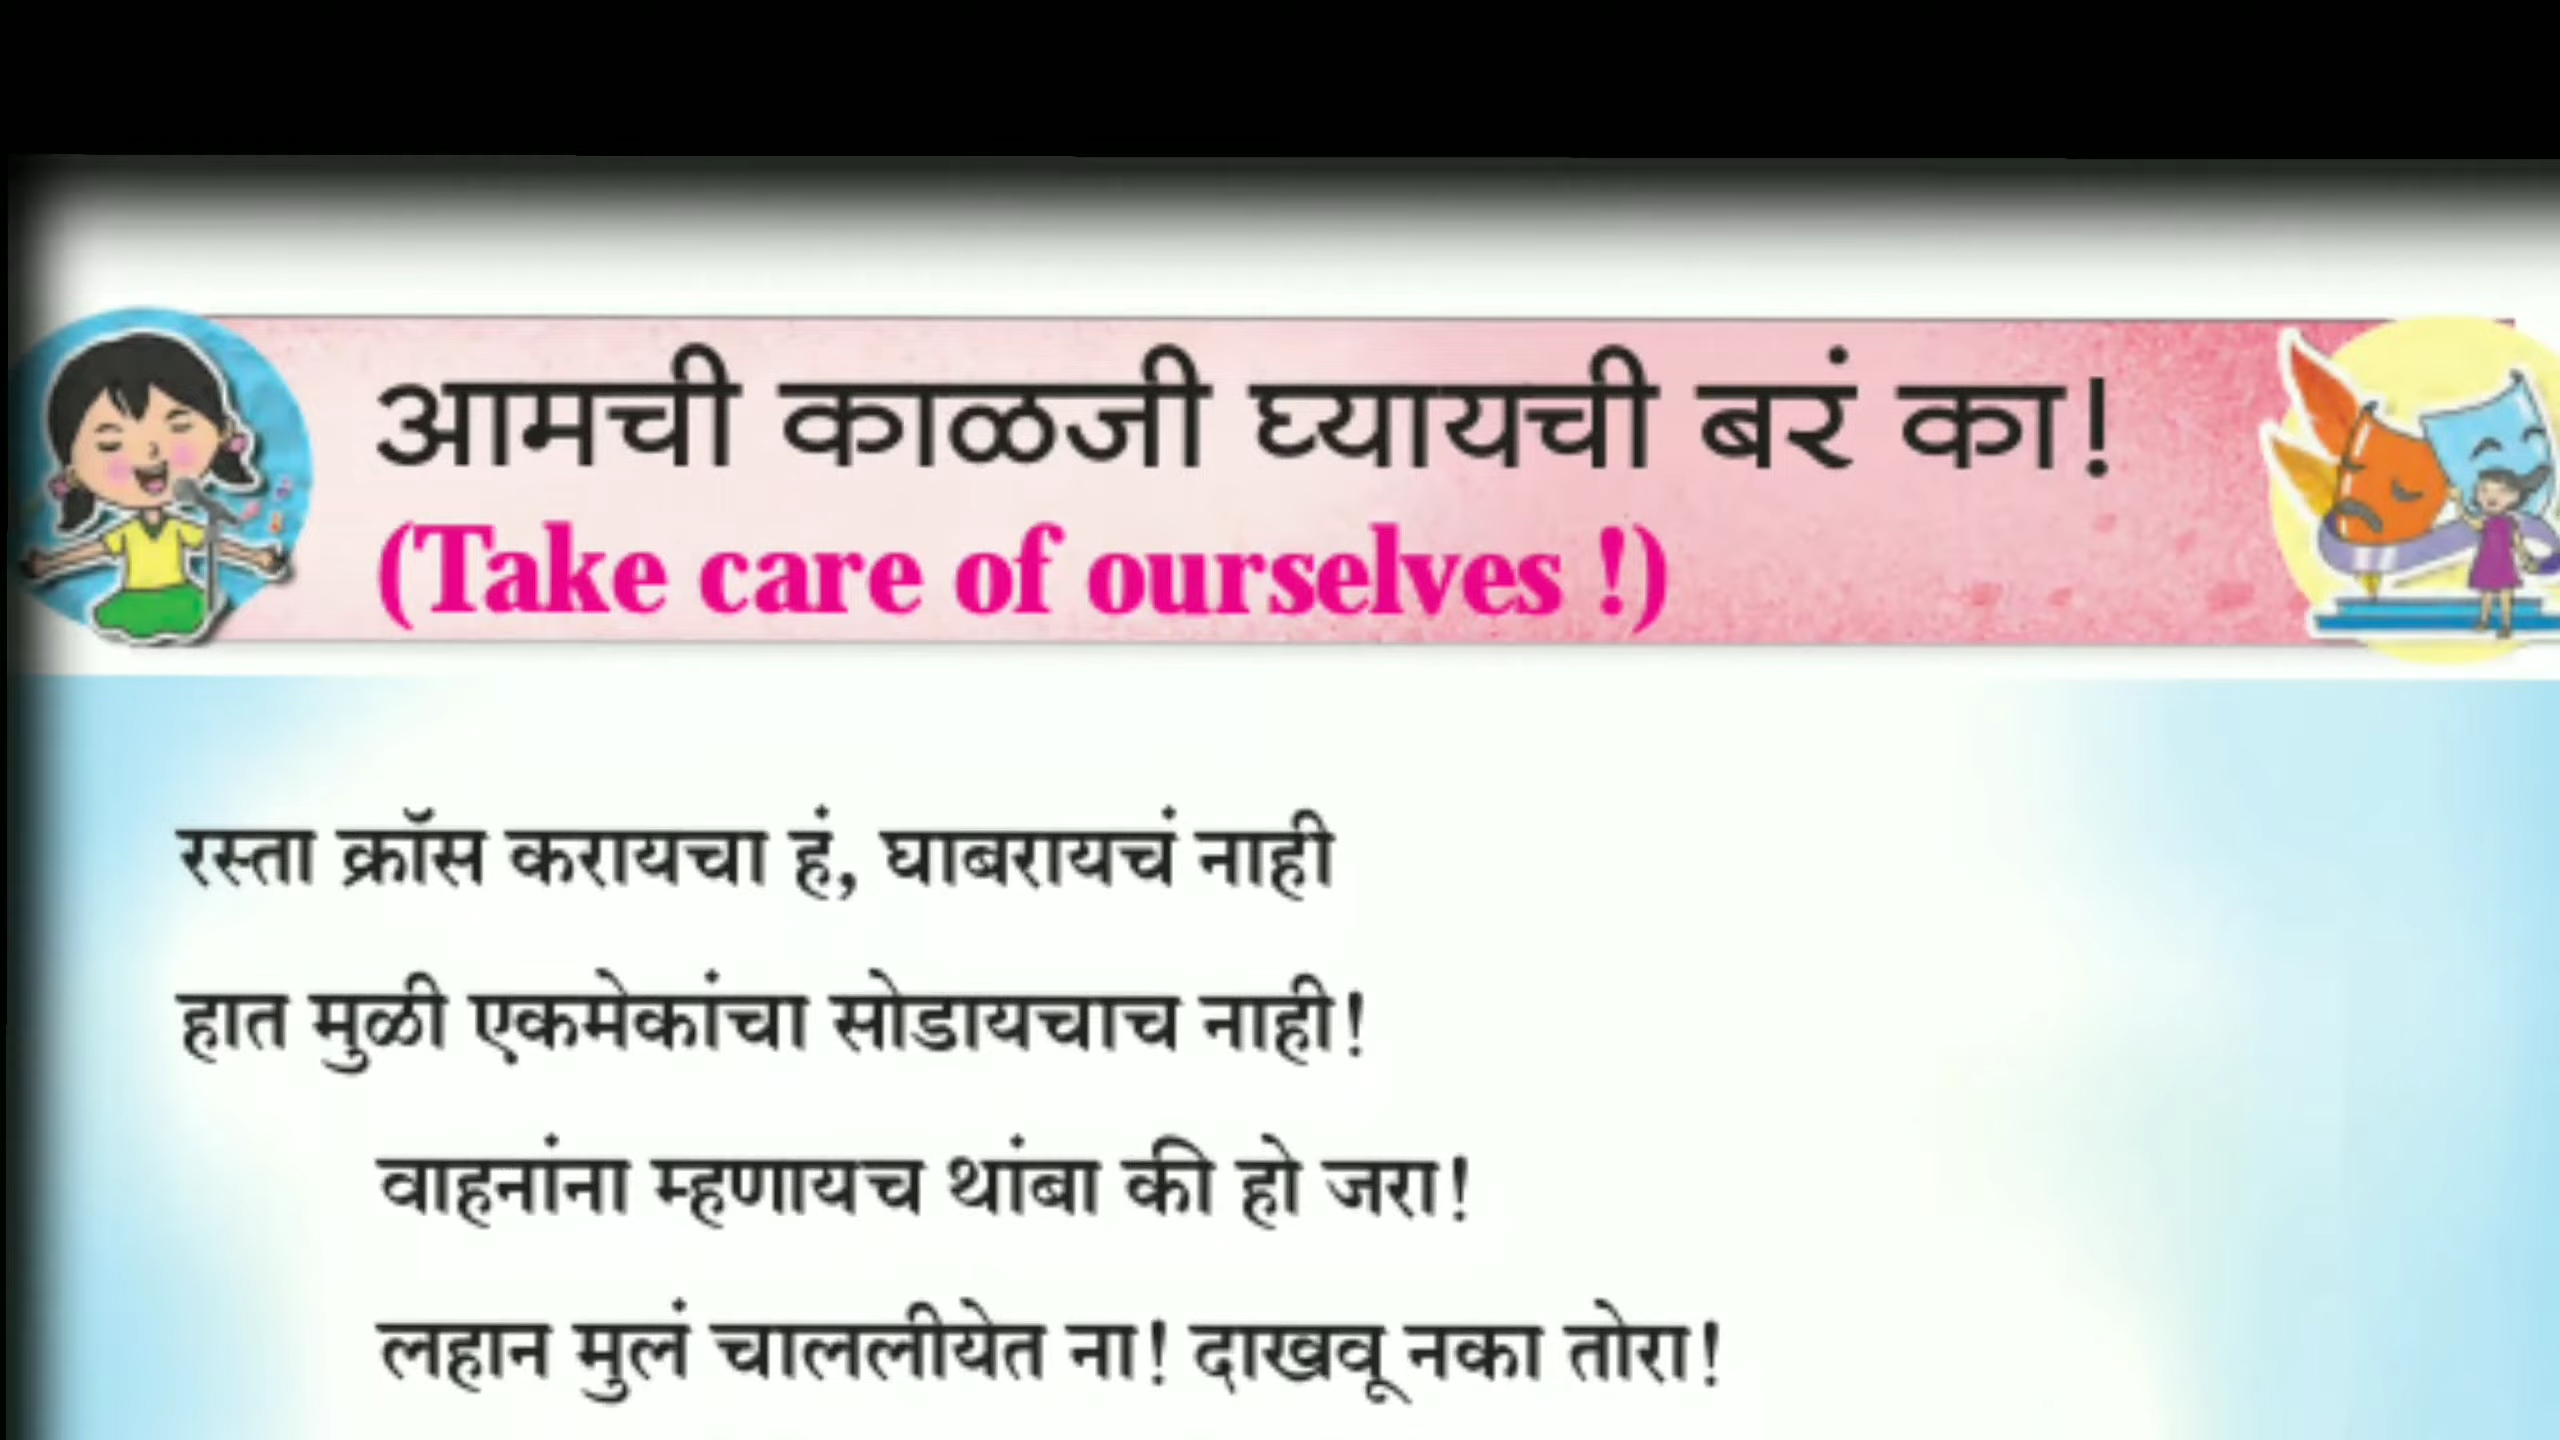 आमची काळजी घ्यायची बरं का!
(Take care of ourselves !)
रस्ता क्रॉस करायचा हं, घाबरायचं नाही
हात मुळी एकमेकांचा सोडायचाच नाही!
वाहनांना म्हणायच थांबा की हो जरा!
लहान मुलं चाललीयेत ना! दाखवू नका तोरा!